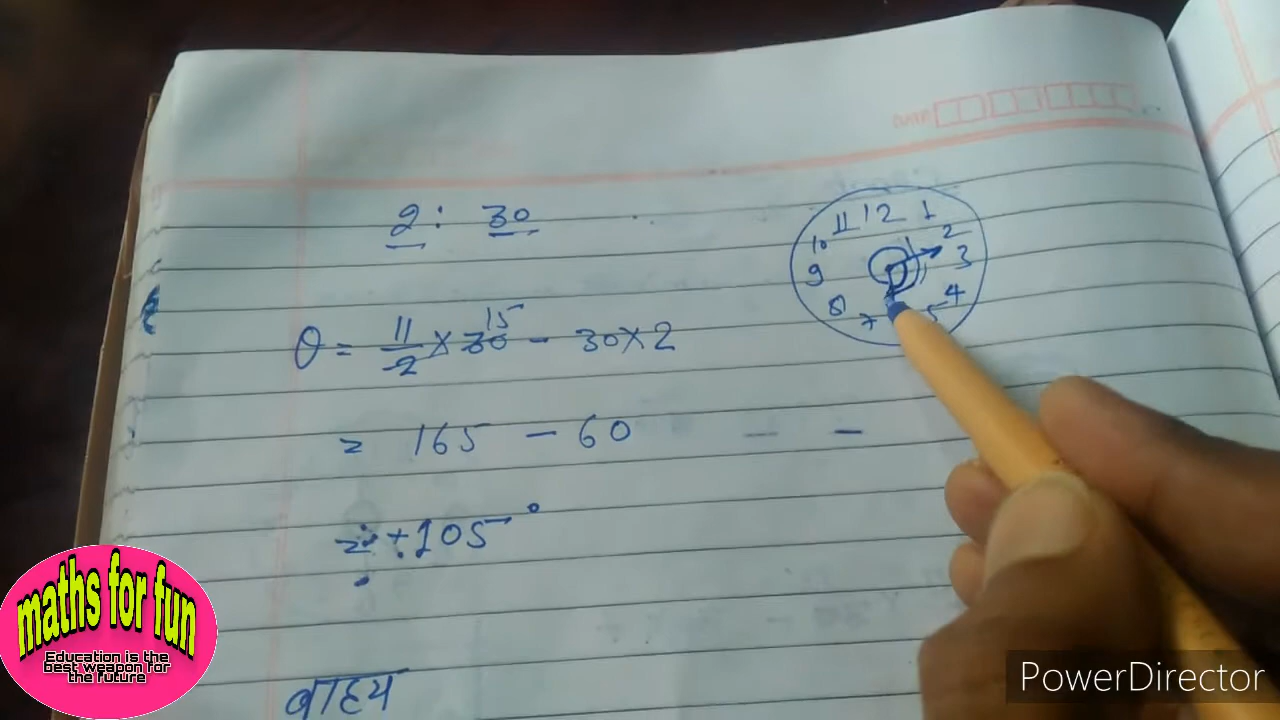 DATE
2 : 30
11 12 1
10 2
9 3
8 4
7 5
θ = 11/2 × 30 15 - 30 × 2
= 165 - 60 - -
= +105°
बाह्य
maths for fun
Education is the
best weapon for
the future
PowerDirector